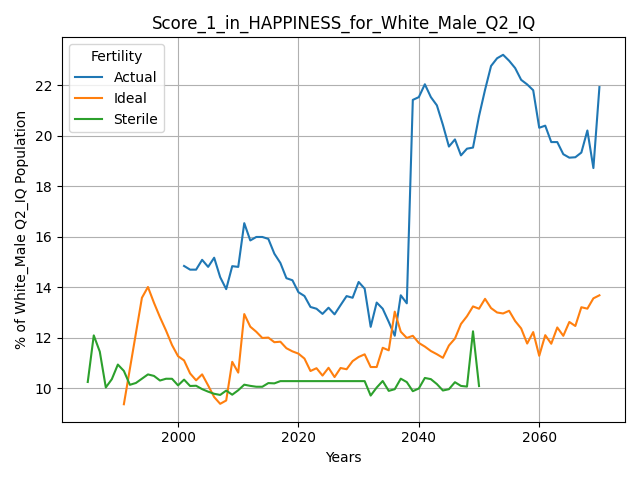 Score_1_in_HAPPINESS_for_White_Male_Q2_IQ
Fertility
Actual
Ideal
Sterile
% of White_Male Q2_IQ Population
22
20
18
16
14
12
10
2000
2020
2040
2060
Years